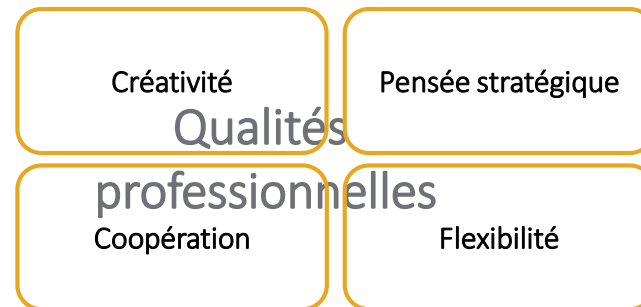 Créativité
Pensée stratégique
Qualités
professionnelles
Coopération
Flexibilité